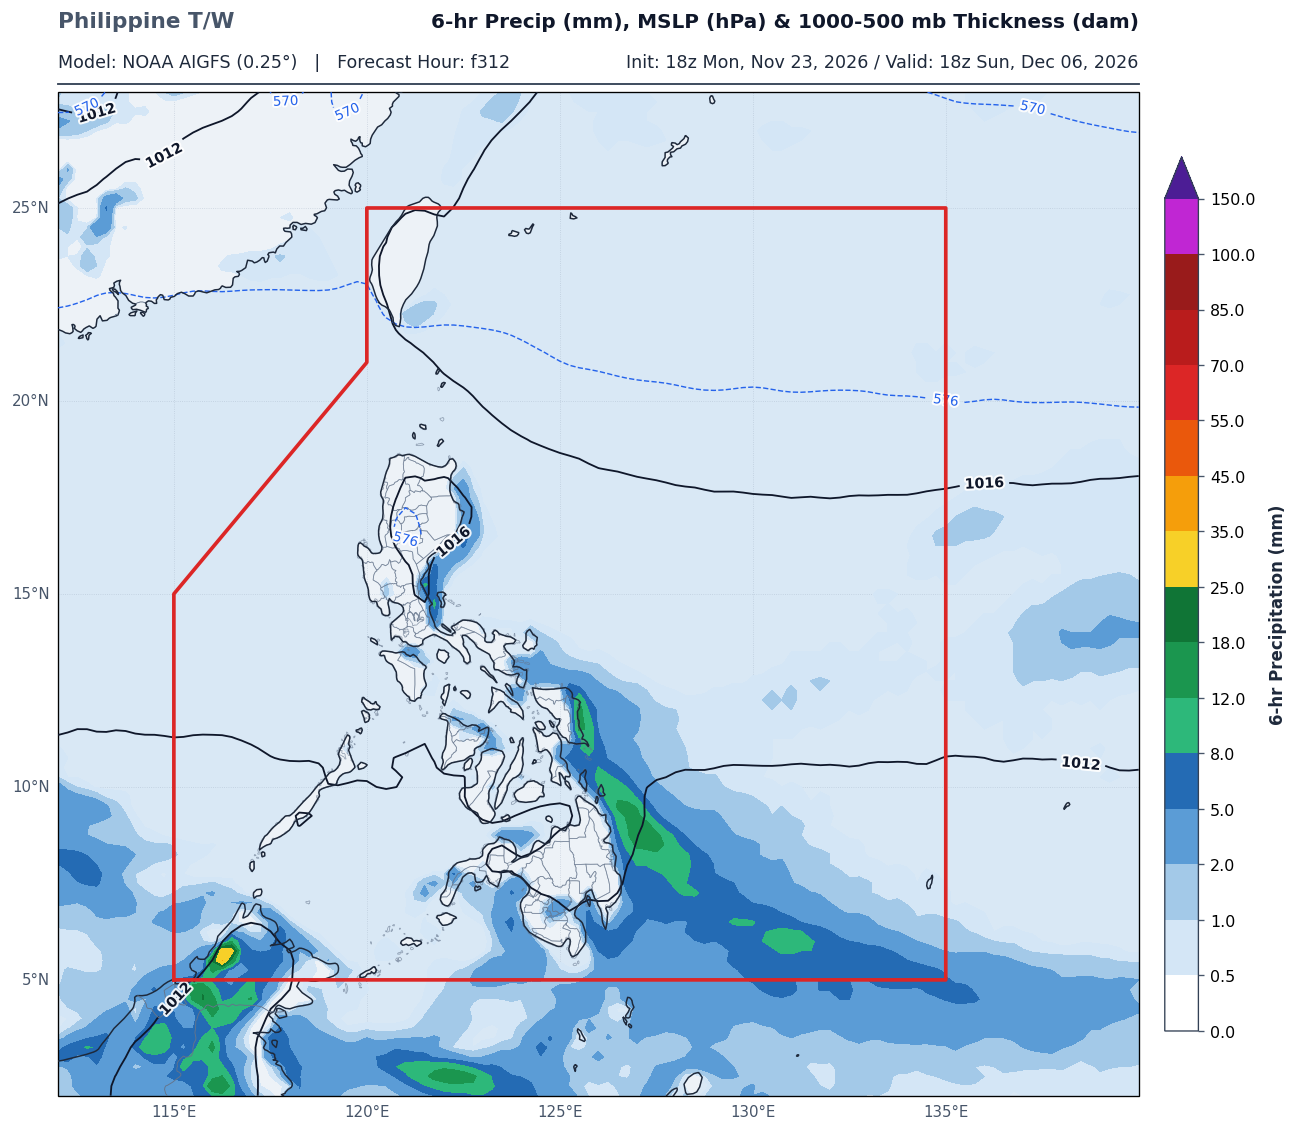 Philippine T/W
6-hr Precip (mm), MSLP (hPa) & 1000-500 mb Thickness (dam)
Model: NOAA AIGFS (0.25°) | Forecast Hour: f312
Init: 18z Mon, Nov 23, 2026 / Valid: 18z Sun, Dec 06, 2026
570
1012
570
570
570
1012
25°N
20°N
15°N
10°N
5°N
576
1016
576
1016
1012
1012
115°E
120°E
125°E
130°E
135°E
150.0
100.0
85.0
70.0
55.0
45.0
35.0
25.0
18.0
12.0
8.0
5.0
2.0
1.0
0.5
0.0
6-hr Precipitation (mm)